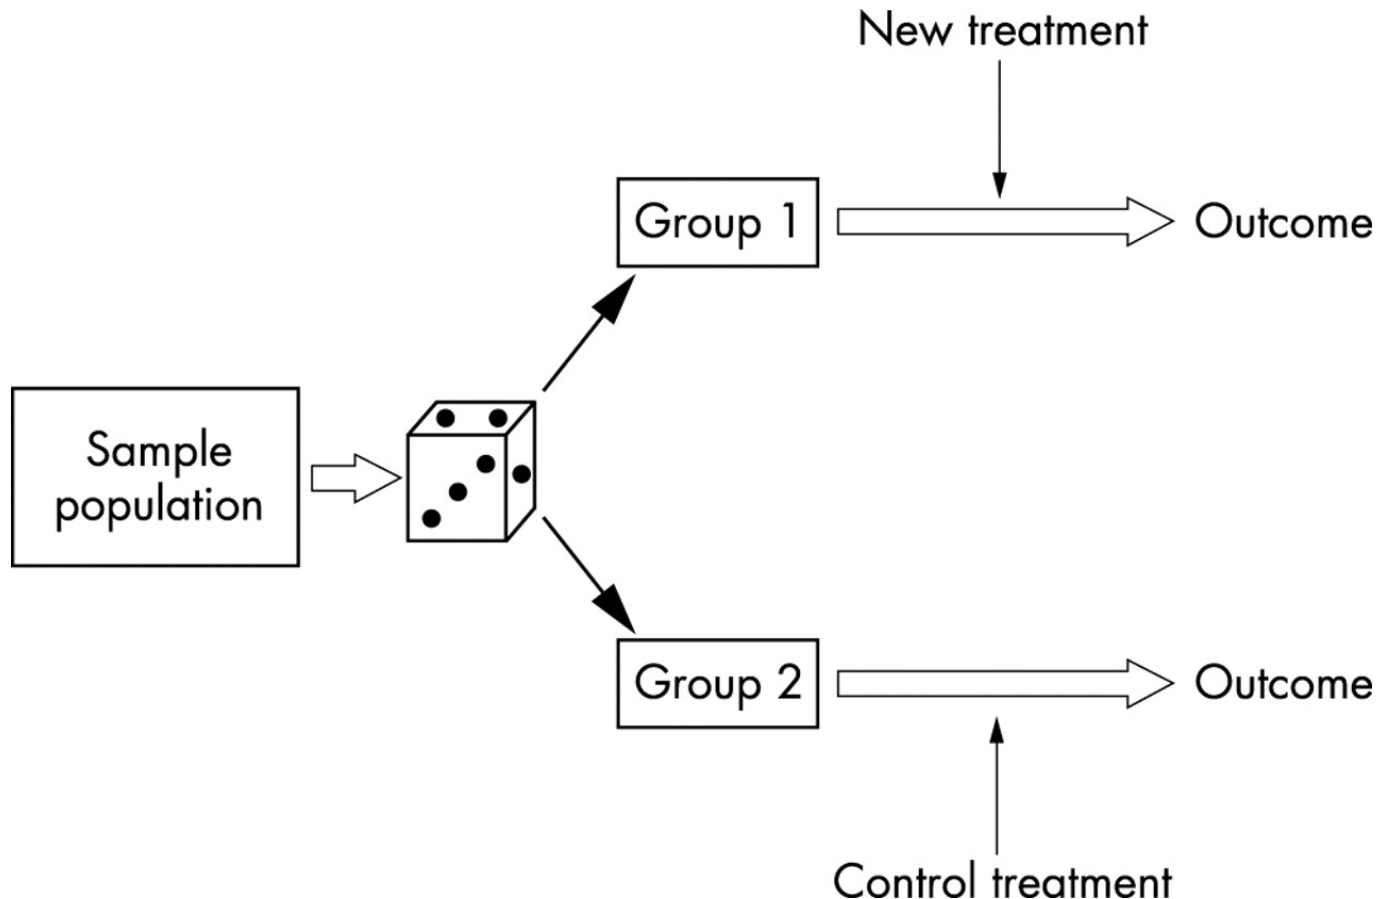 New treatment
Group 1
Outcome
Sample
population
Group 2
Outcome
Control treatment